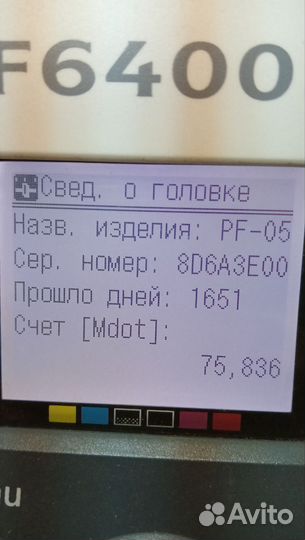 F6400
Свед. о головке
Назв. изделия: PF-05
Сер. номер: 8D6A3E00
Прошло дней: 1651
Счет [Mdot]:
75,836
Avito